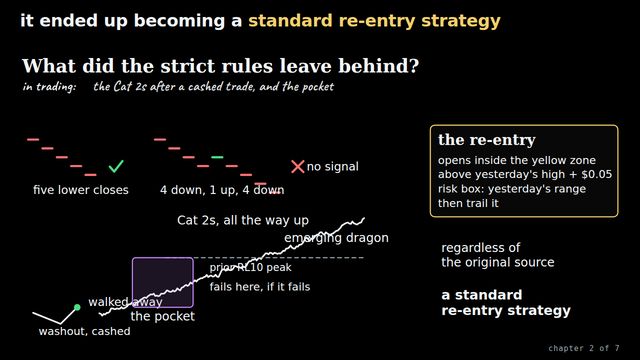 it ended up becoming a standard re-entry strategy
What did the strict rules leave behind?
in trading: the Cat 2s after a cashed trade, and the pocket
five lower closes
4 down, 1 up, 4 down
no signal
Cat 2s, all the way up
emerging dragon
prior RL10 peak
fails here, if it fails
walked away
the pocket
washout, cashed
the re-entry
opens inside the yellow zone
above yesterday's high + $0.05
risk box: yesterday's range
then trail it
regardless of
the original source
a standard
re-entry strategy
chapter 2 of 7